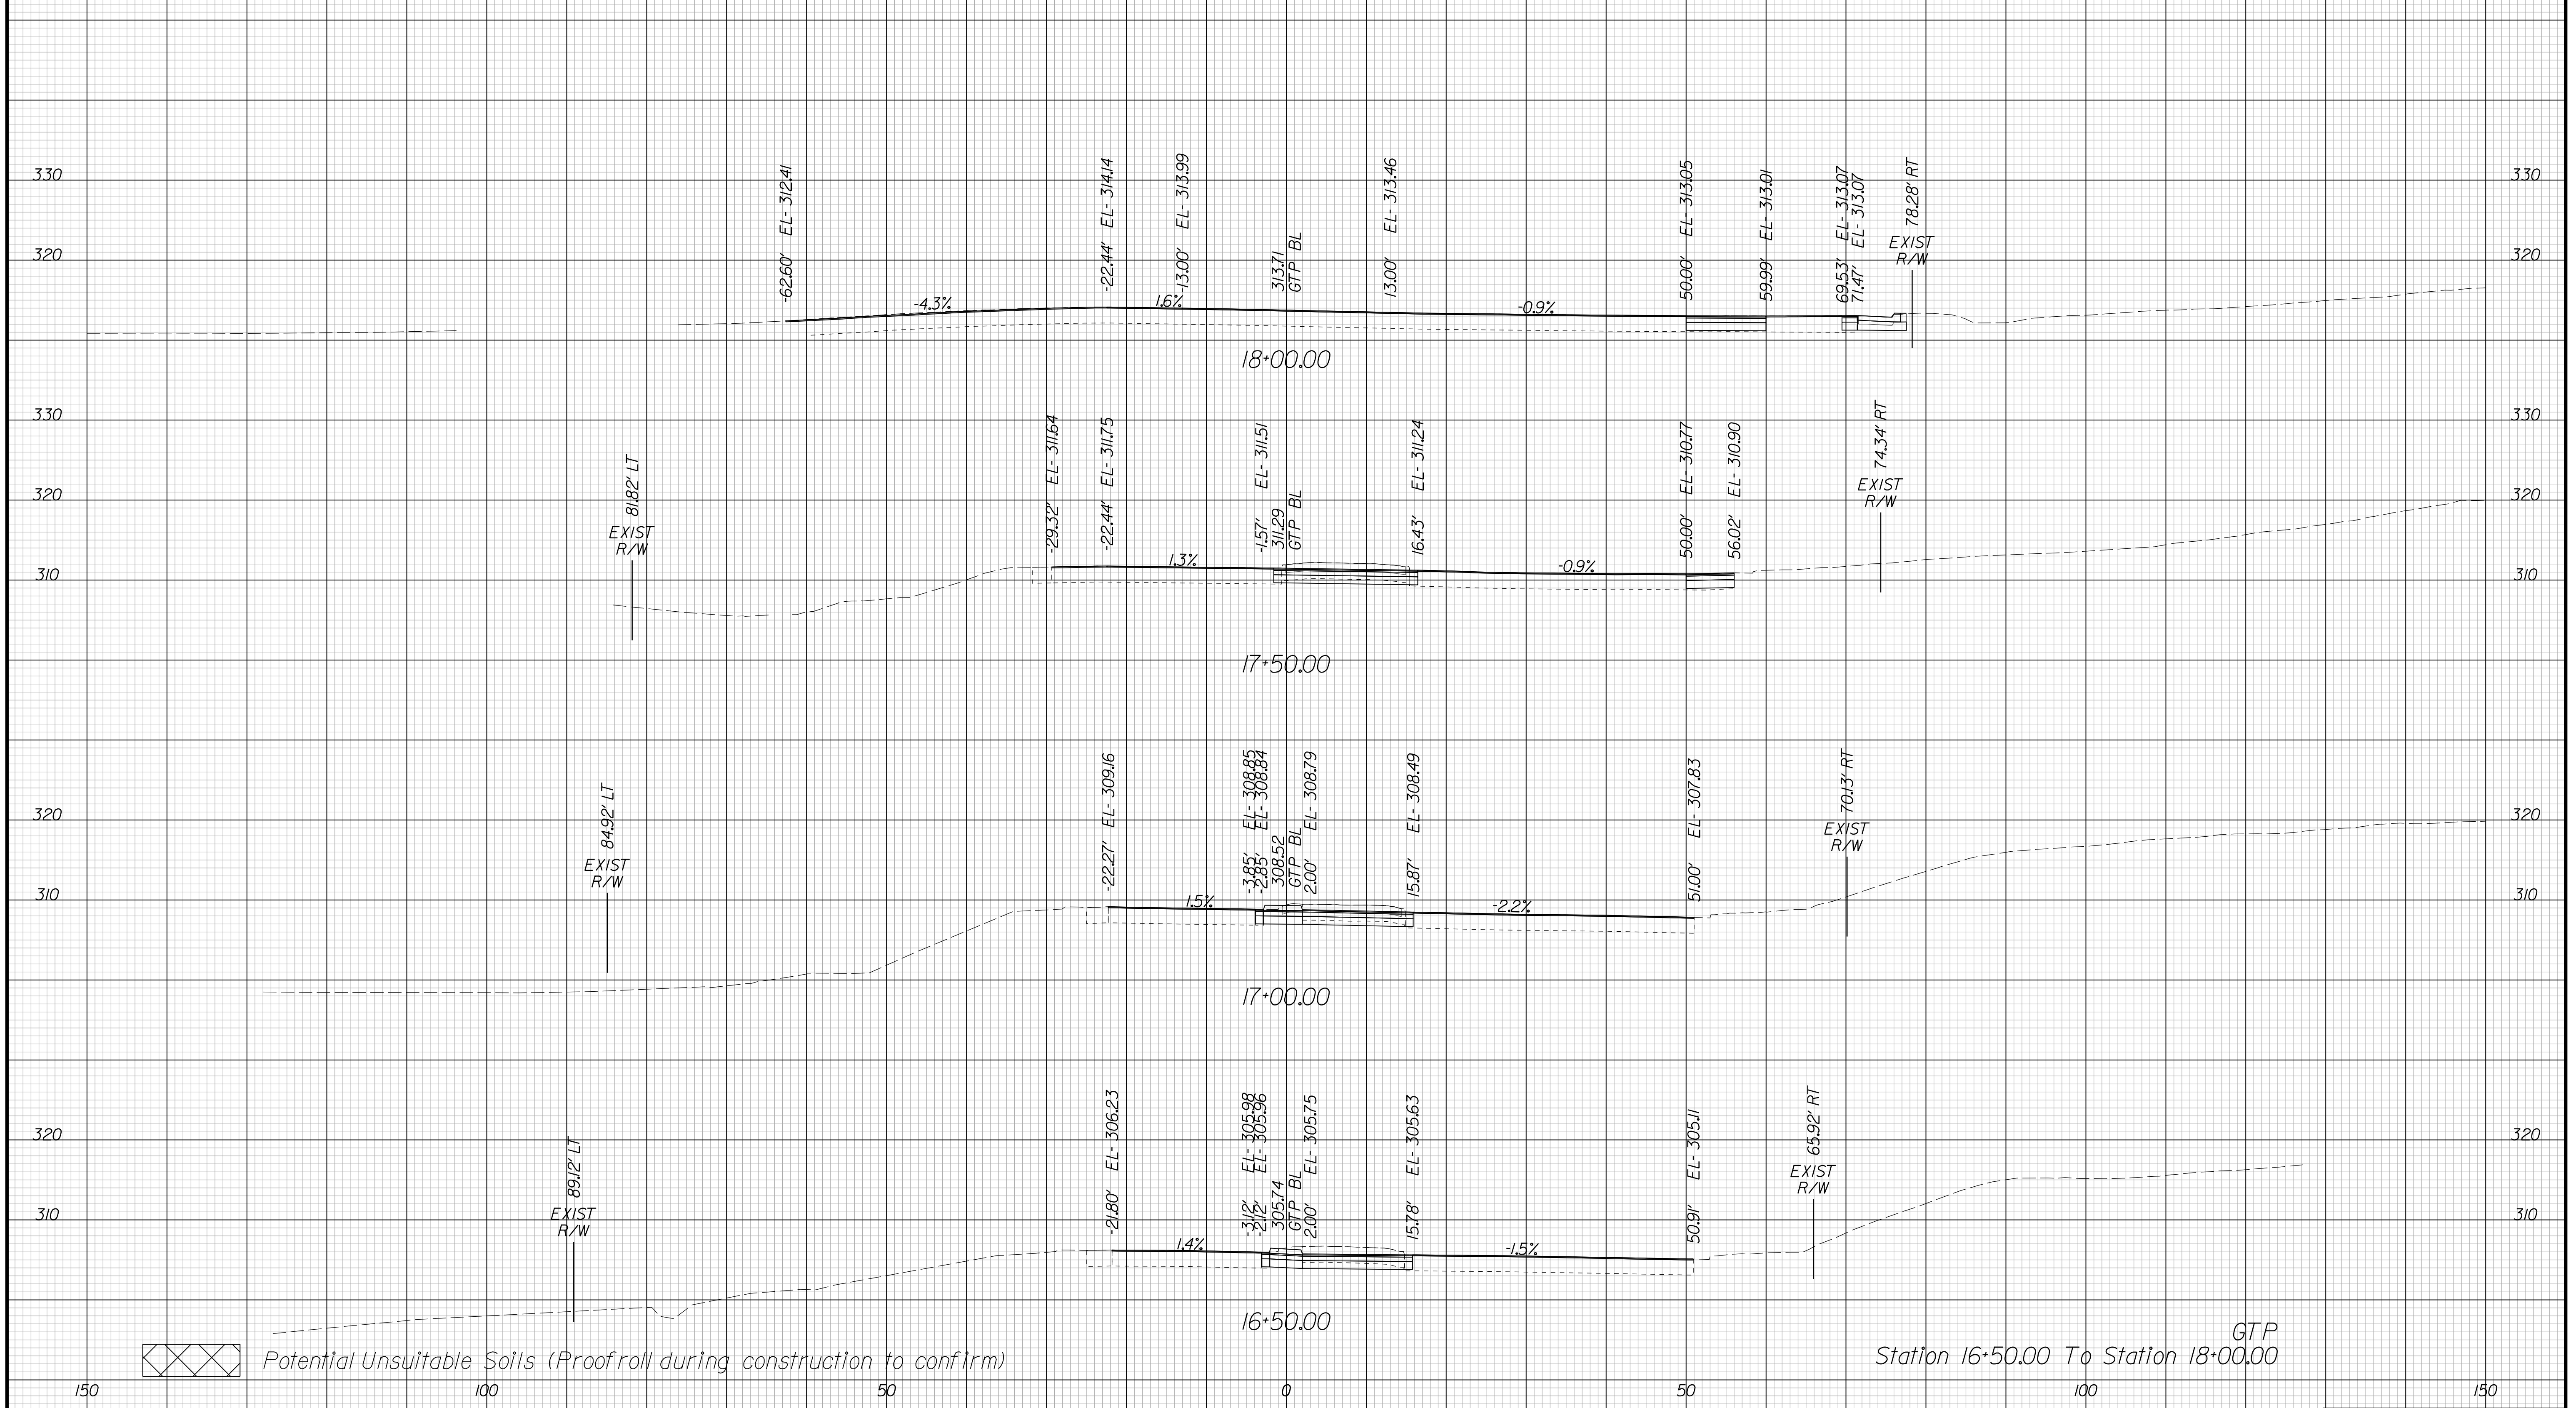 330
-62.60' EL- 312.41
-22.44' EL- 314.14
-13.00' EL- 313.99
313.71
GTP BL
13.00' EL- 313.46
50.00' EL- 313.05
59.99' EL- 313.01
69.53' EL- 313.07
71.47' EL- 313.07
78.28' RT
EXIST
R/W
330
320
320
-4.3%
1.6%
-0.9%
18+00.00
330
81.82' LT
EXIST
R/W
-29.32' EL- 311.64
-22.44' EL- 311.75
-1.57' EL- 311.51
311.29
GTP BL
16.43' EL- 311.24
50.00' EL- 310.77
56.02' EL- 310.90
74.34' RT
EXIST
R/W
330
320
320
310
1.3%
-0.9%
310
17+50.00
84.92' LT
EXIST
R/W
-22.27' EL- 309.16
-3.85' EL- 308.85
-2.85' EL- 308.84
308.52
GTP BL
2.00' EL- 308.79
15.87' EL- 308.49
51.00' EL- 307.83
70.13' RT
EXIST
R/W
320
320
310
1.5%
-2.2%
310
17+00.00
89.12' LT
EXIST
R/W
-21.80' EL- 306.23
-3.12' EL- 305.98
-2.12' EL- 305.96
305.74
GTP BL
2.00' EL- 305.75
15.78' EL- 305.63
50.91' EL- 305.11
65.92' RT
EXIST
R/W
320
320
310
310
1.4%
-1.5%
16+50.00
Potential Unsuitable Soils (Proofroll during construction to confirm)
GTP
Station 16+50.00 To Station 18+00.00
150
100
50
0
50
100
150